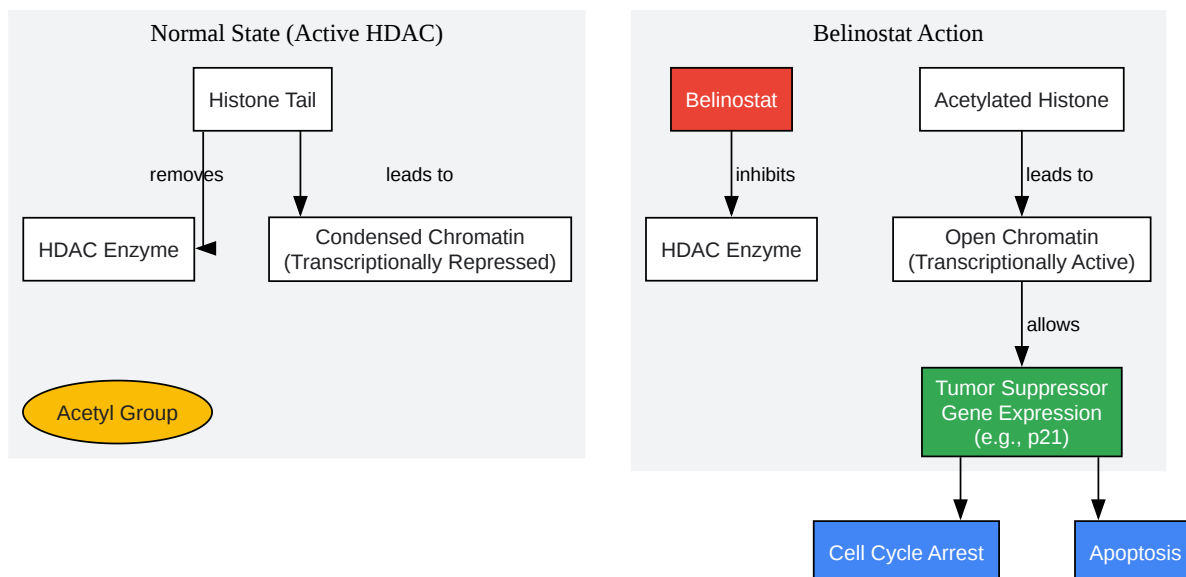 Normal State (Active HDAC)
Histone Tail
removes
leads to
HDAC Enzyme
Condensed Chromatin
(Transcriptionally Repressed)
Acetyl Group
Belinostat Action
Belinostat
Acetylated Histone
inhibits
leads to
HDAC Enzyme
Open Chromatin
(Transcriptionally Active)
allows
Tumor Suppressor
Gene Expression
(e.g., p21)
Cell Cycle Arrest
Apoptosis